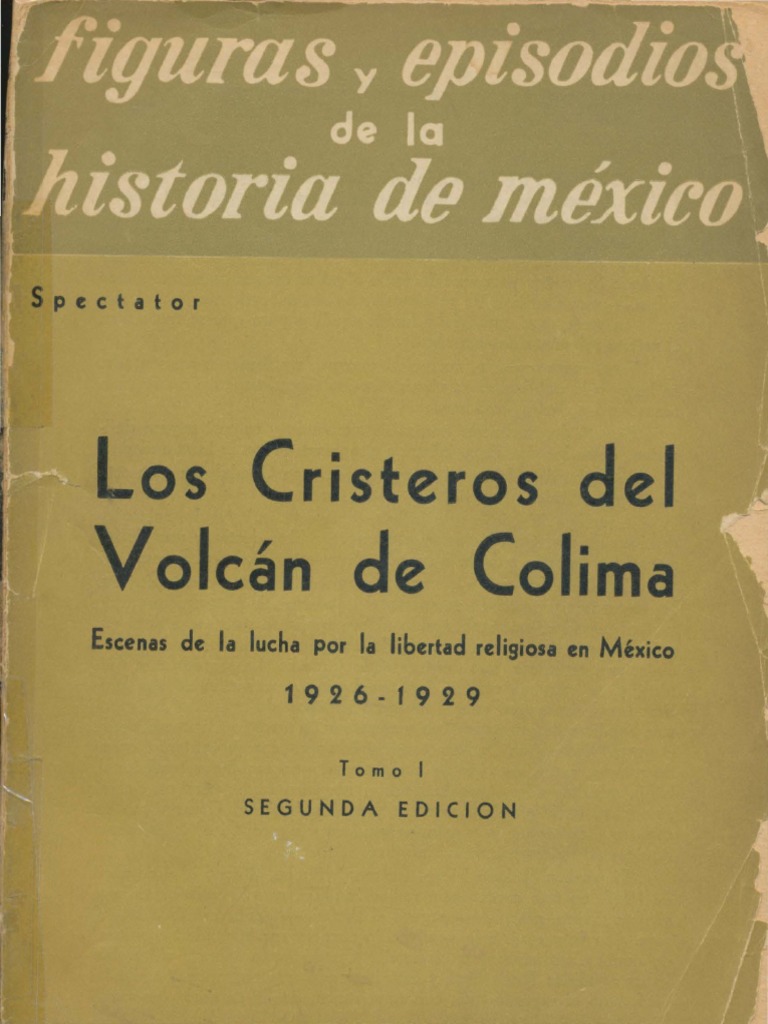 figuras y episodios
de la
historia de méxico
Spectator
Los Cristeros del
Volcán de Colima
Escenas de la lucha por la libertad religiosa en México
1926-1929
Tomo I
SEGUNDA EDICION